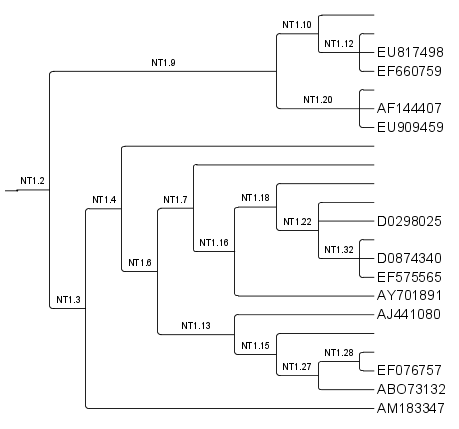 NT1.10
NT1.12
EU817498
NT1.9
EF660759
NT1.20
AF144407
EU909459
NT1.2
NT1.4
NT1.7
NT1.18
NT1.22
D0298025
NT1.16
NT1.32
D0874340
NT1.6
EF575565
AY701891
NT1.3
AJ441080
NT1.13
NT1.15
NT1.28
NT1.27
EF076757
ABO73132
AM183347